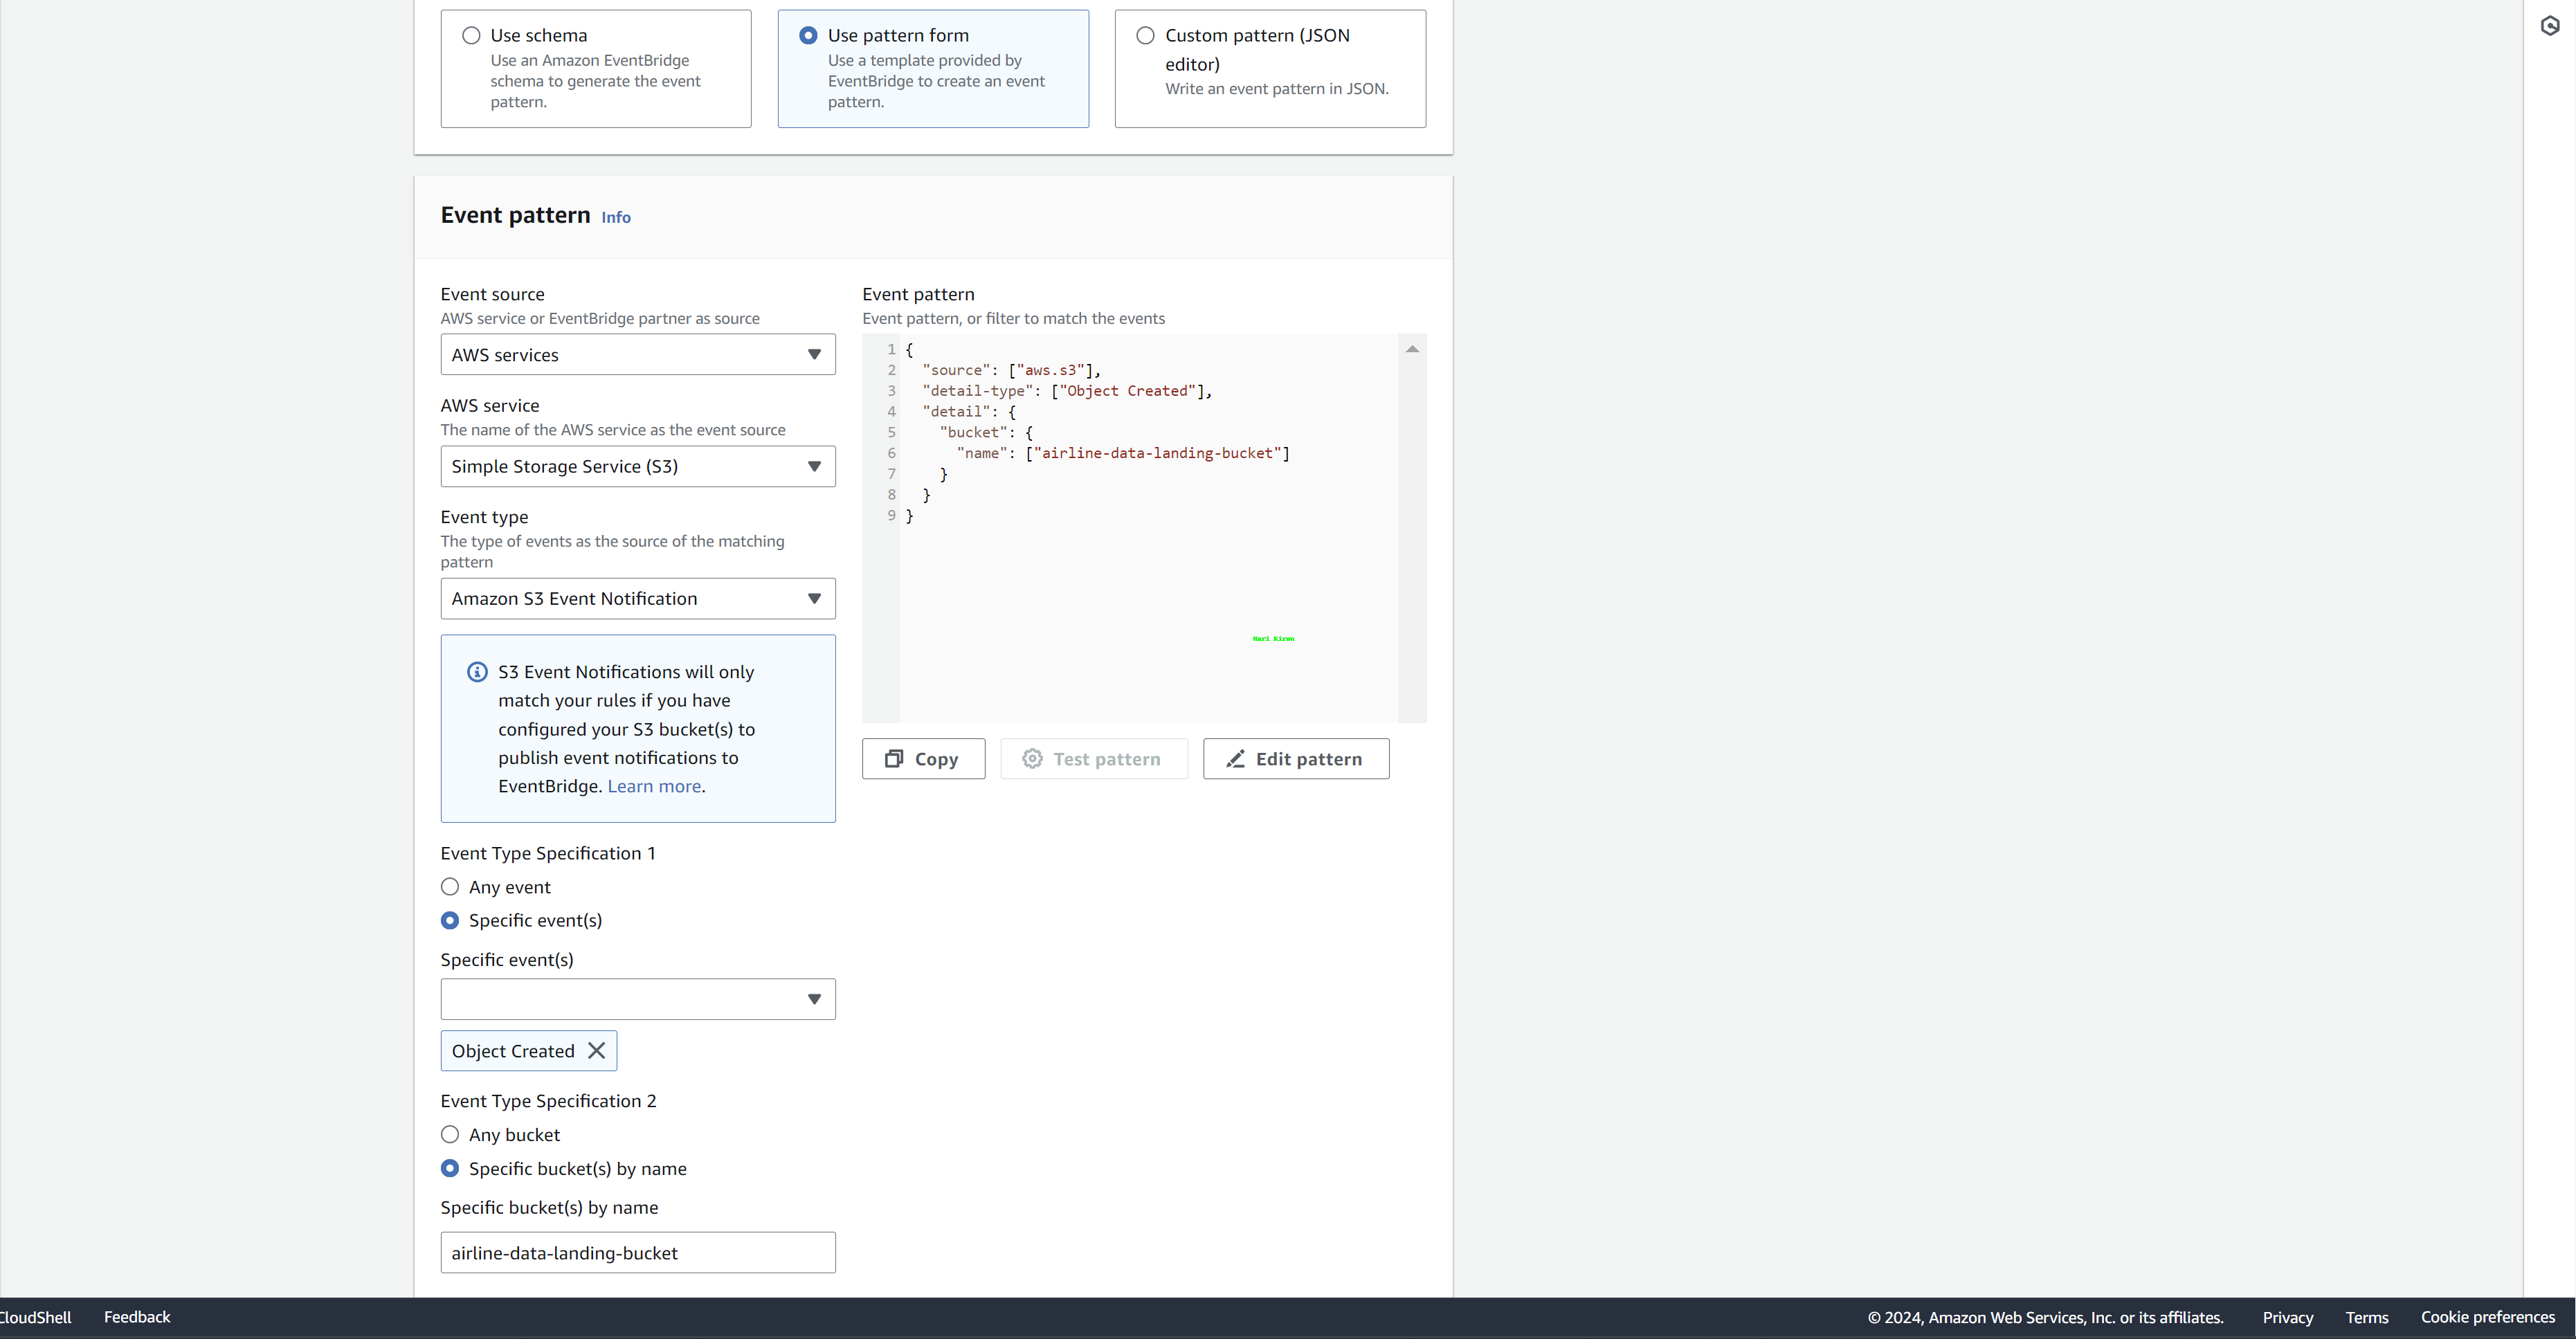 Use schema
Use an Amazon EventBridge
schema to generate the event
pattern.
Use pattern form
Use a template provided by
EventBridge to create an event
pattern.
Custom pattern (JSON
editor)
Write an event pattern in JSON.
Event pattern Info
Event source
AWS service or EventBridge partner as source
AWS services
AWS service
The name of the AWS service as the event source
Simple Storage Service (S3)
Event type
The type of events as the source of the matching
pattern
Amazon S3 Event Notification
S3 Event Notifications will only
match your rules if you have
configured your S3 bucket(s) to
publish event notifications to
EventBridge. Learn more.
Event Type Specification 1
Any event
Specific event(s)
Specific event(s)
Object Created
Event Type Specification 2
Any bucket
Specific bucket(s) by name
Specific bucket(s) by name
airline-data-landing-bucket
Event pattern
Event pattern, or filter to match the events
1 {
2 "source": ["aws.s3"],
3 "detail-type": ["Object Created"],
4 "detail": {
5 "bucket": {
6 "name": ["airline-data-landing-bucket"]
7 }
8 }
9 }
Copy
Test pattern
Edit pattern
CloudShell
Feedback
© 2024, Amazon Web Services, Inc. or its affiliates.
Privacy
Terms
Cookie preferences